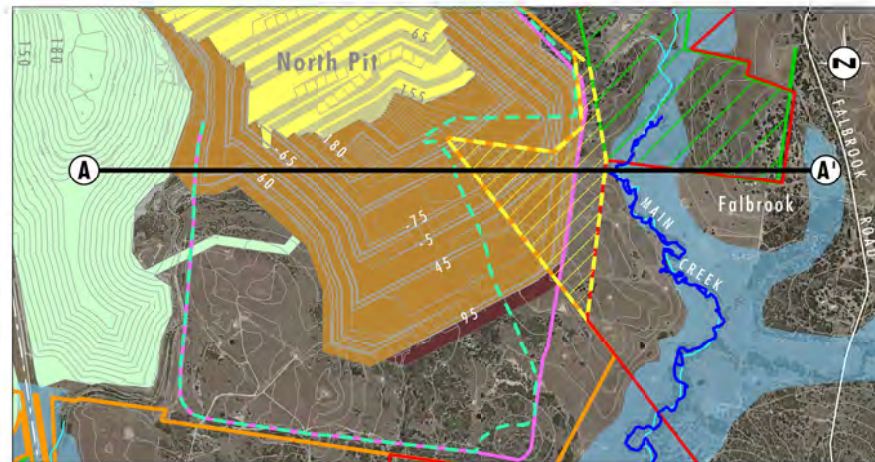 150
180
-65
North Pit
155
180
-65
60
A
A'
-75
-5
45
95
MAIN
CREEK
Falbrook
FALBROOK
ROAD
N